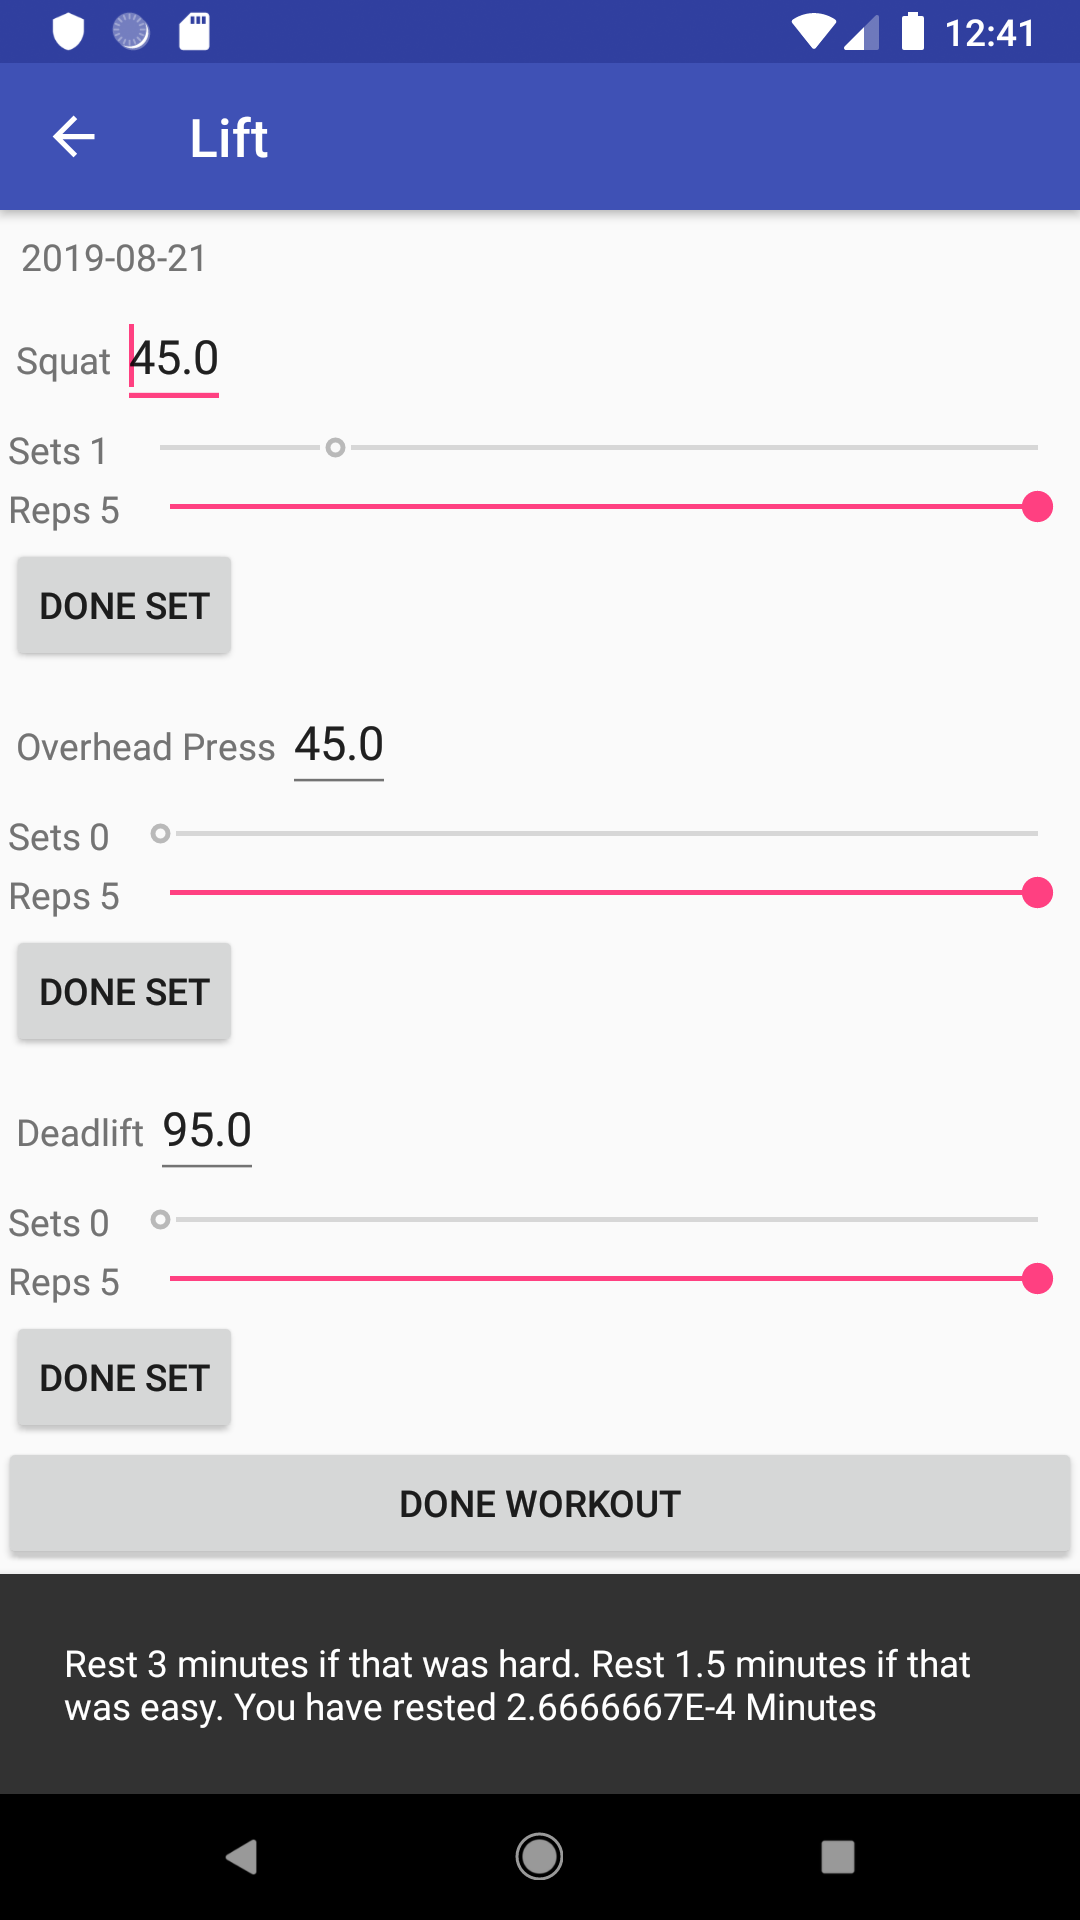 12:41
Lift
2019-08-21
Squat 45.0
Sets 1
Reps 5
DONE SET
Overhead Press 45.0
Sets 0
Reps 5
DONE SET
Deadlift 95.0
Sets 0
Reps 5
DONE SET
DONE WORKOUT
Rest 3 minutes if that was hard. Rest 1.5 minutes if that
was easy. You have rested 2.6666667E-4 Minutes